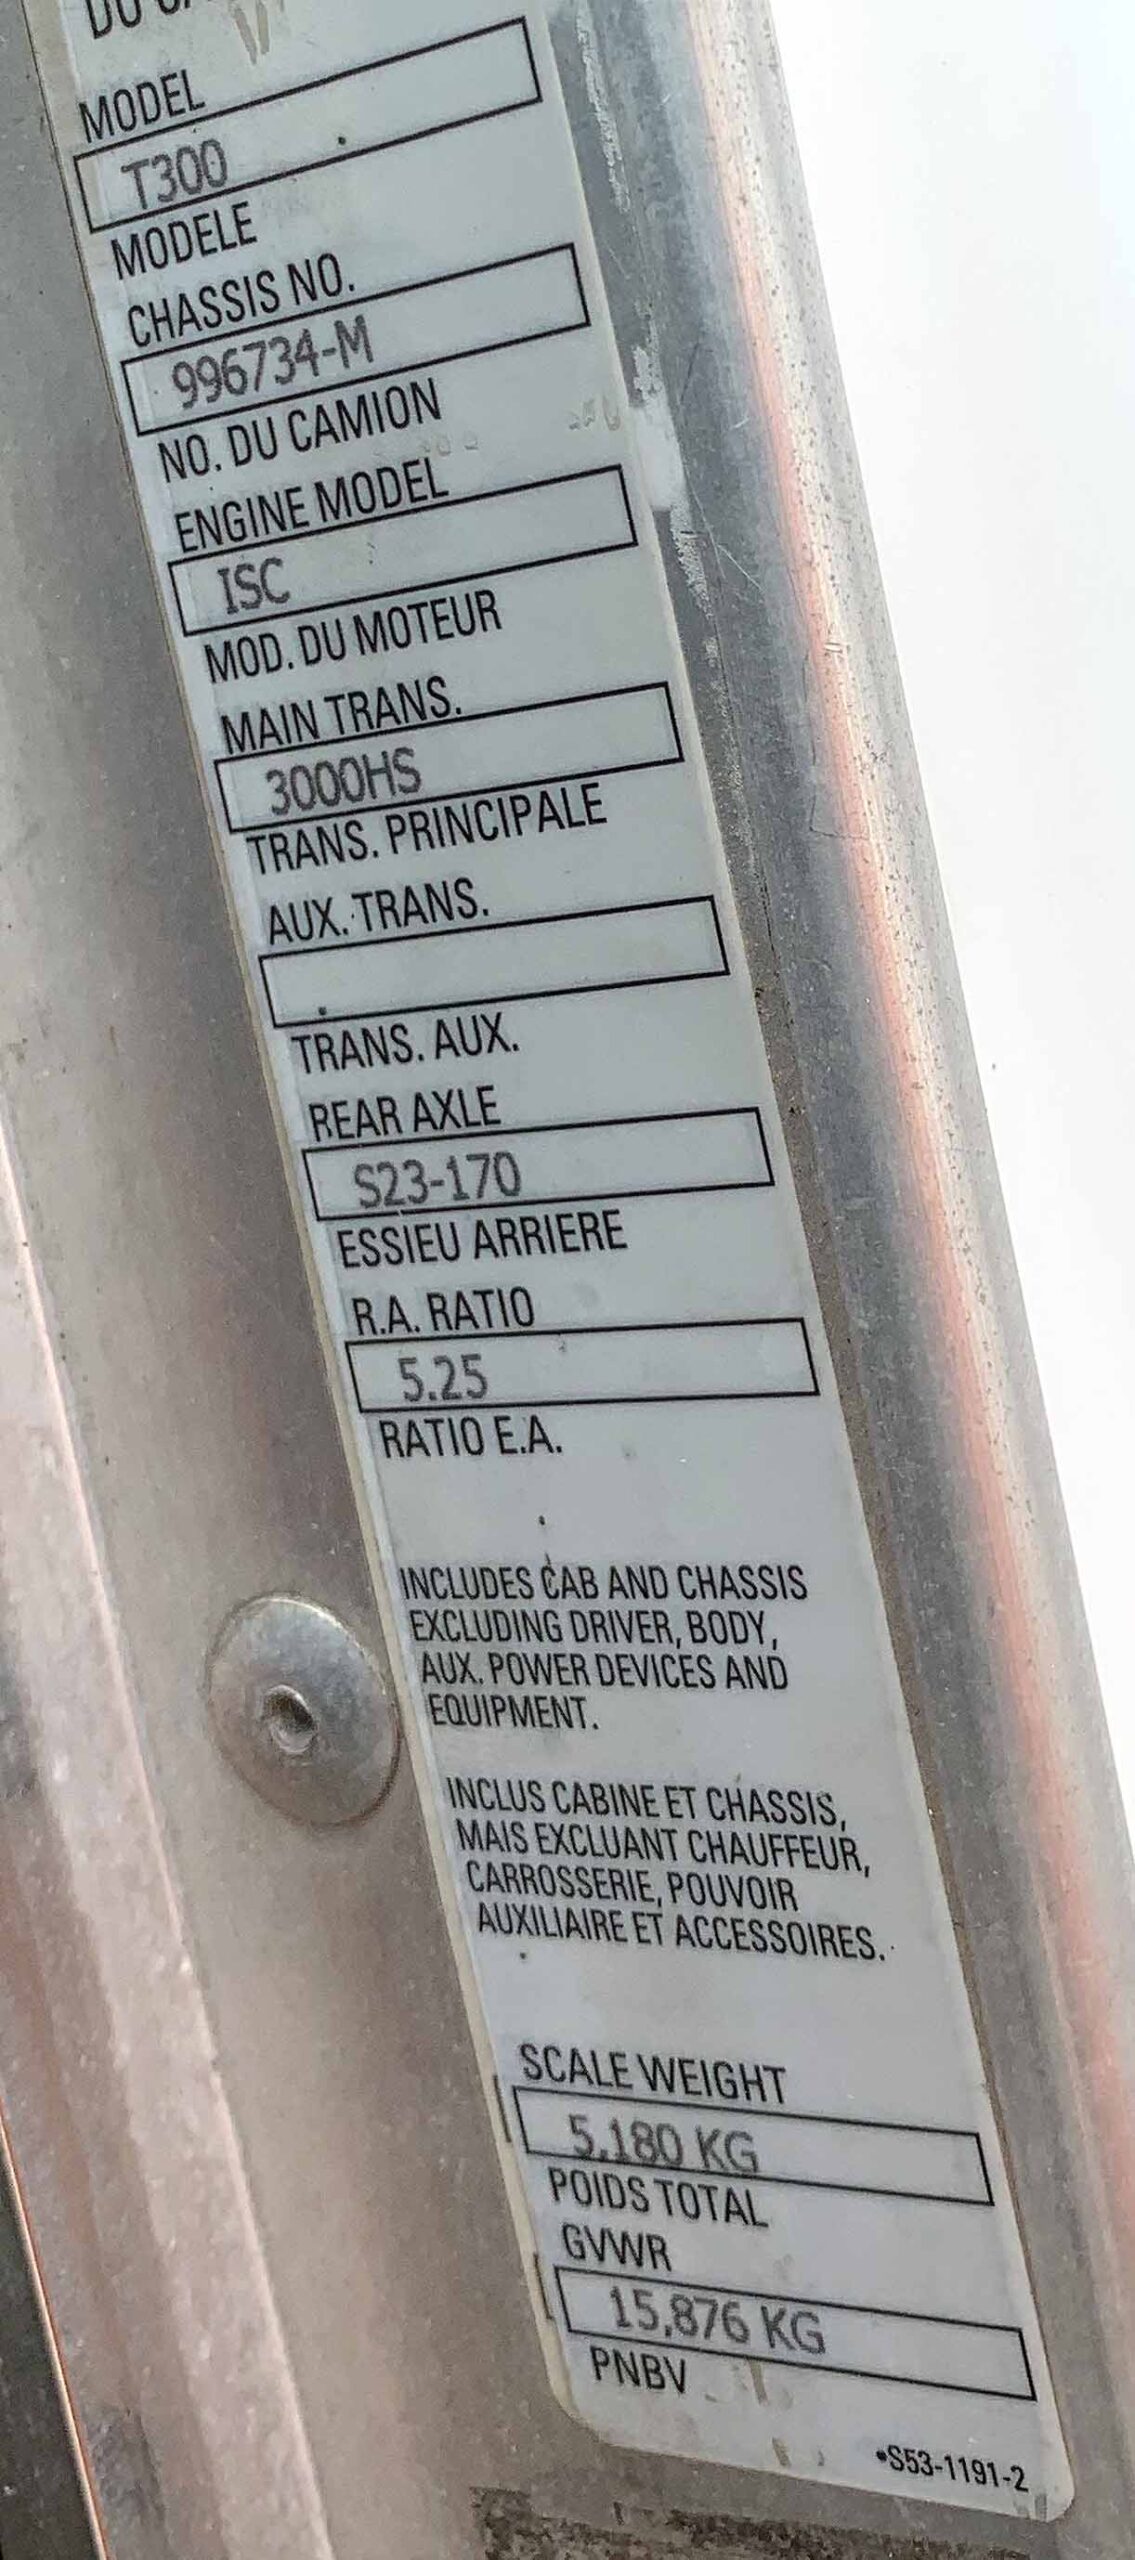 MODEL
T300
MODELE
CHASSIS NO.
996734-M
NO. DU CAMION
ENGINE MODEL
ISC
MOD. DU MOTEUR
MAIN TRANS.
3000HS
TRANS. PRINCIPALE
AUX. TRANS.
TRANS. AUX.
REAR AXLE
S23-170
ESSIEU ARRIERE
R.A. RATIO
5.25
RATIO E.A.
INCLUDES CAB AND CHASSIS
EXCLUDING DRIVER, BODY,
AUX. POWER DEVICES AND
EQUIPMENT.
INCLUS CABINE ET CHASSIS,
MAIS EXCLUANT CHAUFFEUR,
CARROSSERIE, POUVOIR
AUXILIAIRE ET ACCESSOIRES.
SCALE WEIGHT
5,180 KG
POIDS TOTAL
GVWR
15,876 KG
PNBV
•S53-1191-2